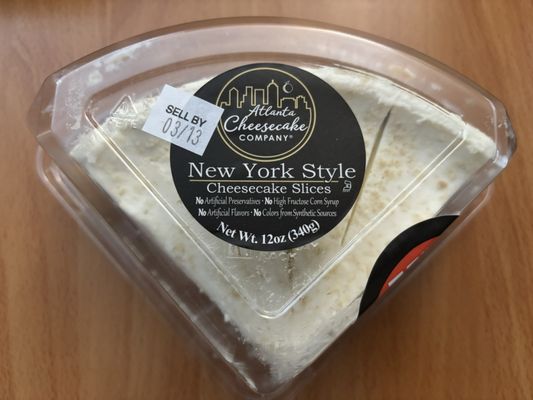 SELL BY
03/13
Atlanta
Cheesecake
COMPANY®
New York Style
Cheesecake Slices
No Artificial Preservatives · No High Fructose Corn Syrup
No Artificial Flavors · No Colors from Synthetic Sources
Net Wt. 12oz (340g)